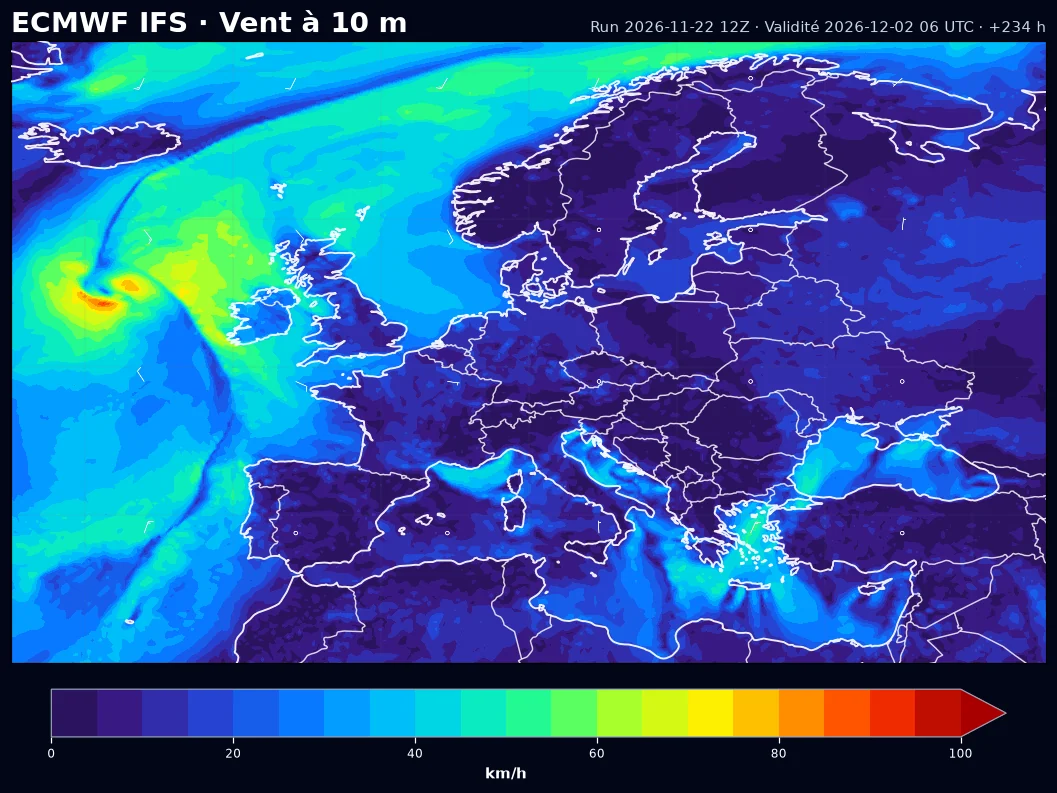 ECMWF IFS · Vent à 10 m
Run 2026-11-22 12Z · Validité 2026-12-02 06 UTC · +234 h
0 20 40 60 80 100
km/h